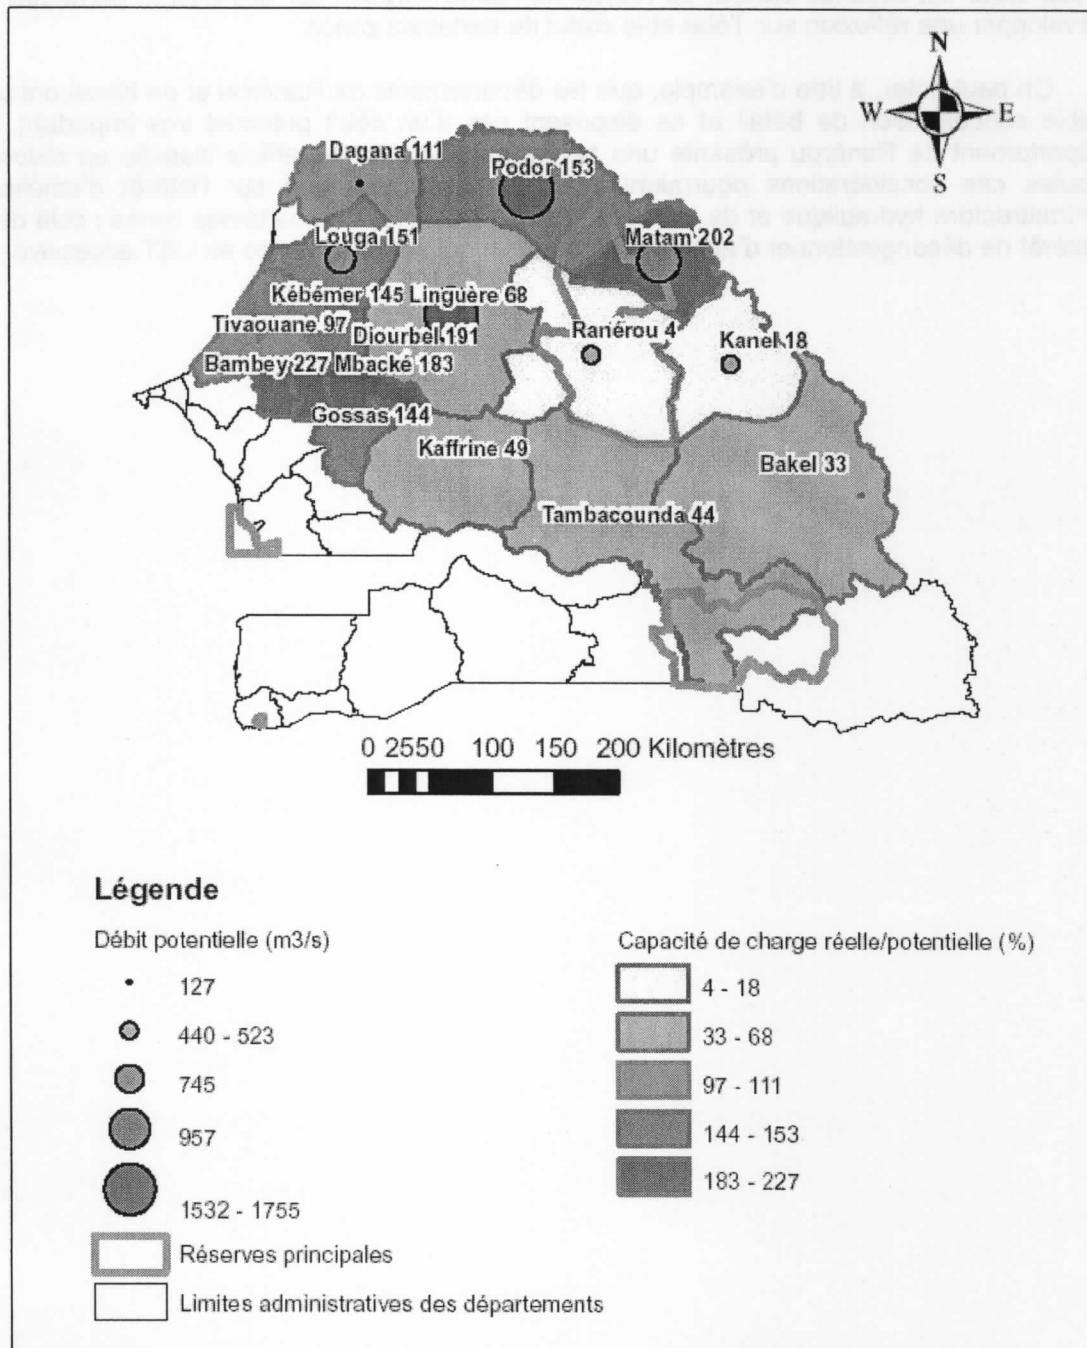 N
W E
S
Dagana 111
Podor 153
Louga 151
Matam 202
Kébémer 145 Linguère 68
Tivaouane 97
Diourbel 191
Ranérou 4
Kanel 18
Bambey 227 Mbacké 183
Gossas 144
Kaffrine 49
Bakel 33
Tambacounda 44
0 2550 100 150 200 Kilomètres
Légende
Débit potentielle (m3/s)
127
440 - 523
745
957
1532 - 1755
Réserves principales
Limites administratives des départements
Capacité de charge réelle/potentielle (%)
4 - 18
33 - 68
97 - 111
144 - 153
183 - 227